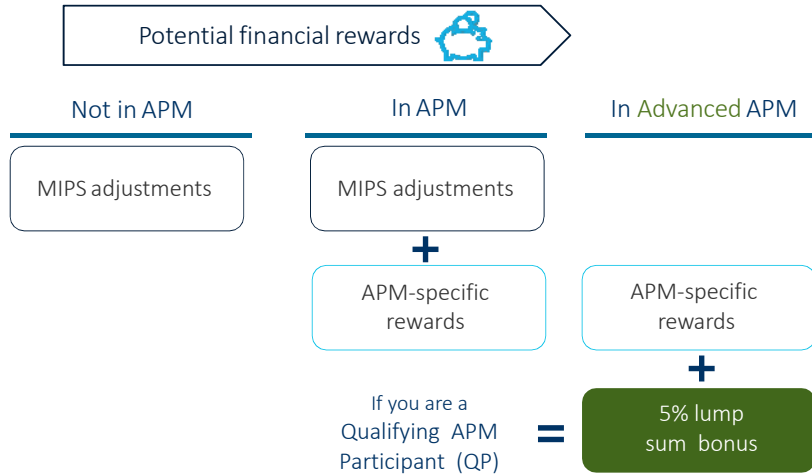 Potential financial rewards
Not in APM
In APM
In Advanced APM
MIPS adjustments
MIPS adjustments
+
+
APM-specific
rewards
APM-specific
rewards
If you are a
Qualifying APM
Participant (QP)
=
5% lump
sum bonus